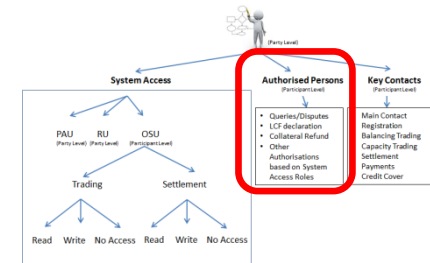 (Party Level)
System Access
Authorised Persons
(Participant Level)
Key Contacts
(Participant Level)
• Queries/Disputes
• LCF declaration
• Collateral Refund
• Other
Authorisations
based on System
Access Roles
Main Contact
Registration
Balancing Trading
Capacity Trading
Settlement
Payments
Credit Cover
PAU RU OSU
(Party Level) (Party Level) (Participant Level)
Trading Settlement
Read Write No Access Read Write No Access